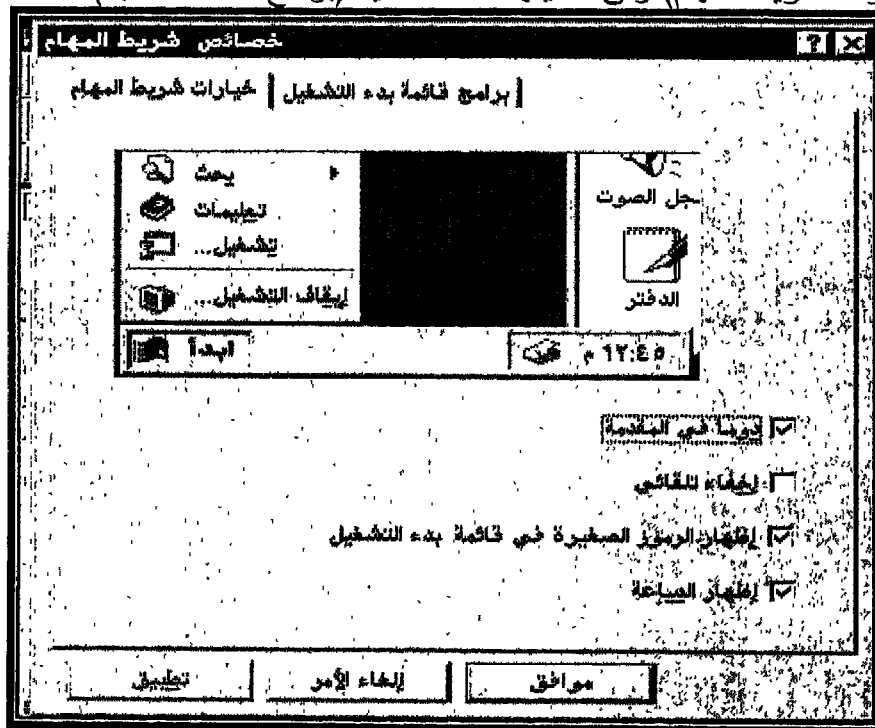 خصائص شريط المهام
خيارات شريط المهام
برامج قائمة بدء التشغيل
بحث
تعليمات
تشغيل...
إيقاف التشغيل...
ابدأ
سجل الصوت
الدفتر
١٢:٤٥ م
دوما في المقدمة
إخفاء تلقائي
إظهار الرموز الصغيرة في قائمة بدء التشغيل
إظهار الساعة
موافق
إلغاء الأمر
تطبيق